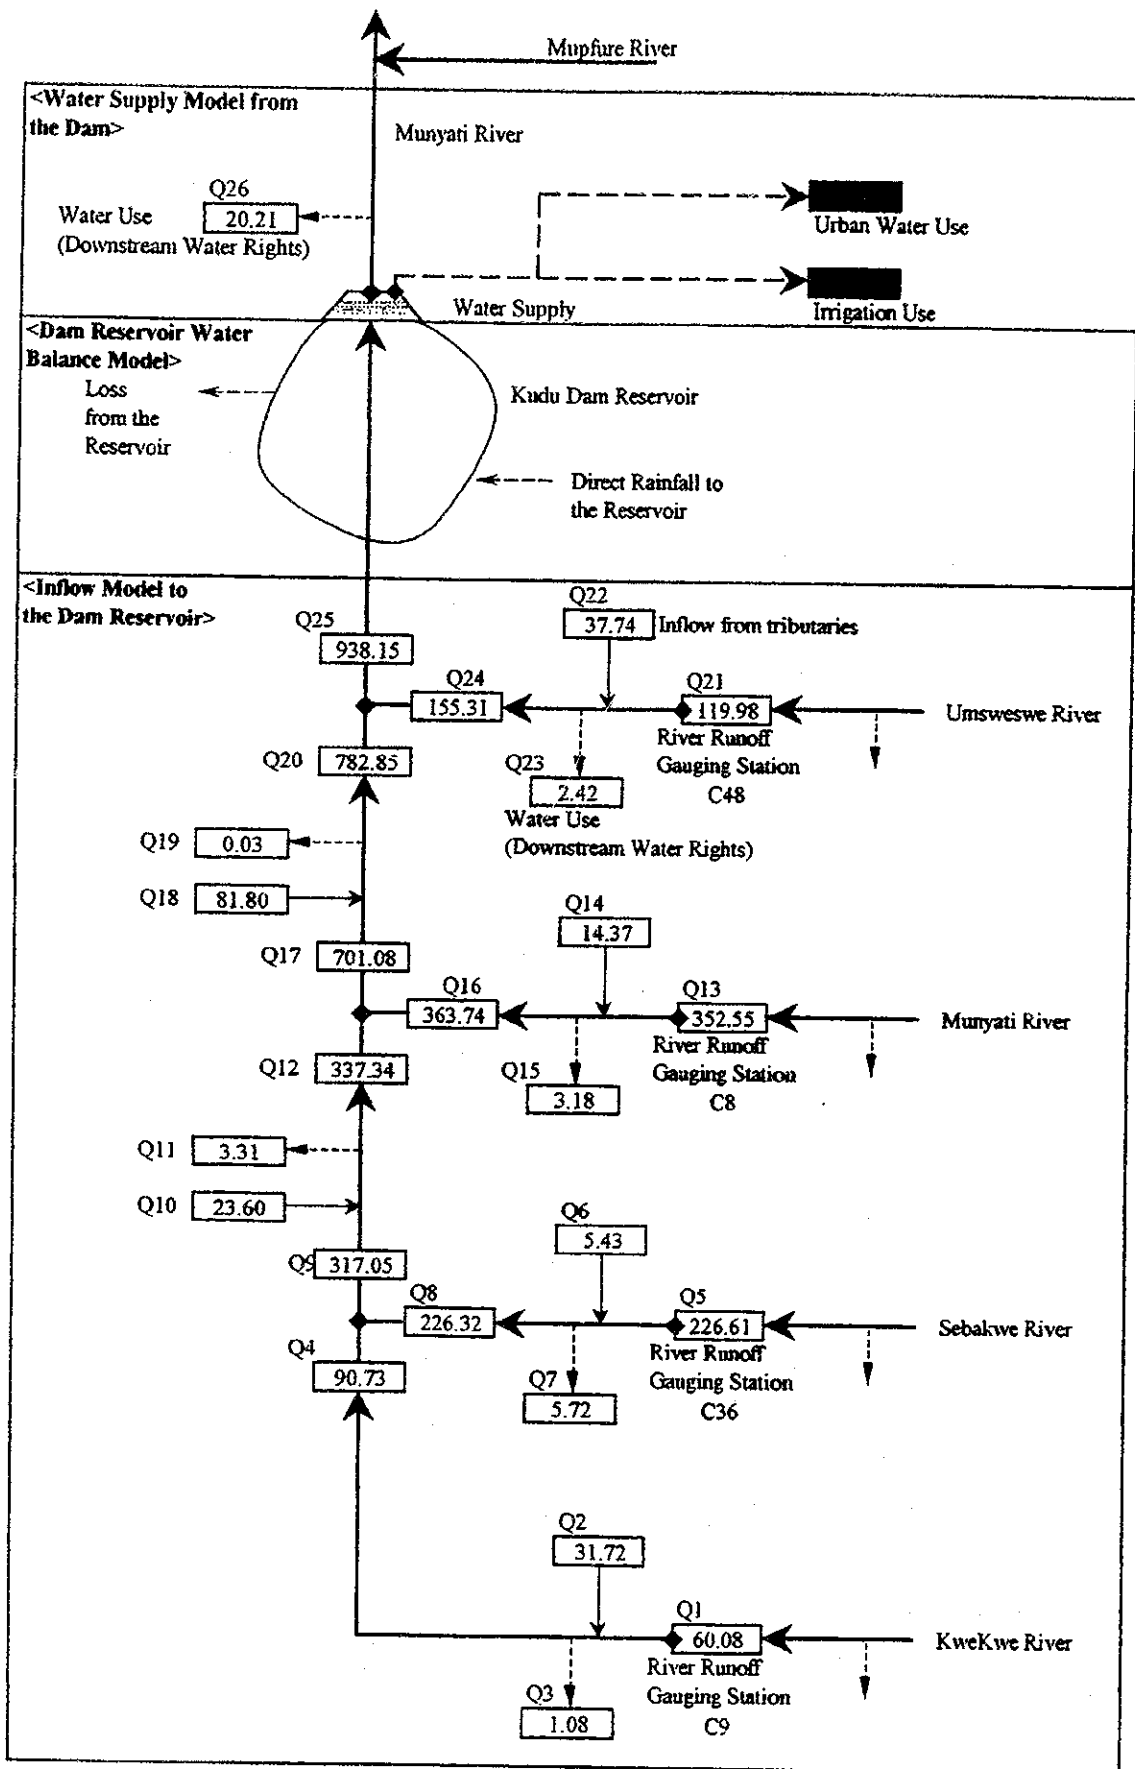 Mupfure River
<Water Supply Model from
the Dam>
Munyati River
Q26
20.21
Water Use
(Downstream Water Rights)
Urban Water Use
Water Supply
Irrigation Use
<Dam Reservoir Water
Balance Model>
Loss
from the
Reservoir
Kudu Dam Reservoir
Direct Rainfall to
the Reservoir
<Inflow Model to
the Dam Reservoir>
Q25
938.15
Q22
37.74
Inflow from tributaries
Q24
155.31
Q21
119.98
Umsweswe River
River Runoff
Gauging Station
C48
Q20
782.85
Q23
2.42
Water Use
(Downstream Water Rights)
Q19
0.03
Q18
81.80
Q14
14.37
Q17
701.08
Q16
363.74
Q13
352.55
Munyati River
River Runoff
Gauging Station
C8
Q12
337.34
Q15
3.18
Q11
3.31
Q10
23.60
Q6
5.43
Q9
317.05
Q8
226.32
Q5
226.61
Sebakwe River
River Runoff
Gauging Station
C36
Q4
90.73
Q7
5.72
Q2
31.72
Q1
60.08
KweKwe River
River Runoff
Gauging Station
C9
Q3
1.08